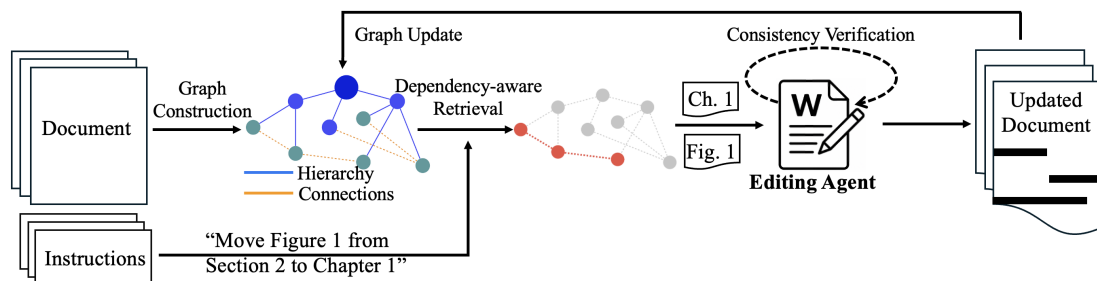 Graph Update
Consistency Verification
Document
Graph
Construction
Dependency-aware
Retrieval
Ch. 1
Fig. 1
W
Editing Agent
Updated
Document
Hierarchy
Connections
Instructions
“Move Figure 1 from
Section 2 to Chapter 1”